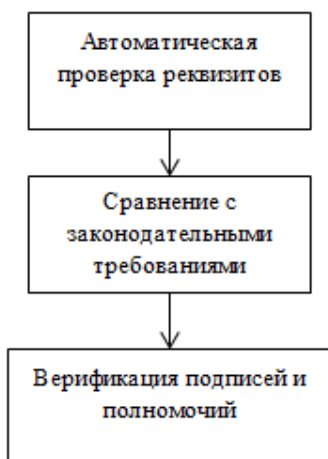 Автоматическая
проверка реквизитов
Сравнение с
законодательными
требованиями
Верификация подписей и
полномочий